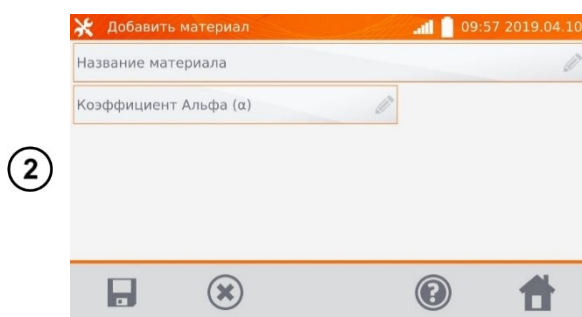 Добавить материал 09:57 2019.04.10
Название материала
Коэффициент Альфа (α)
2
?